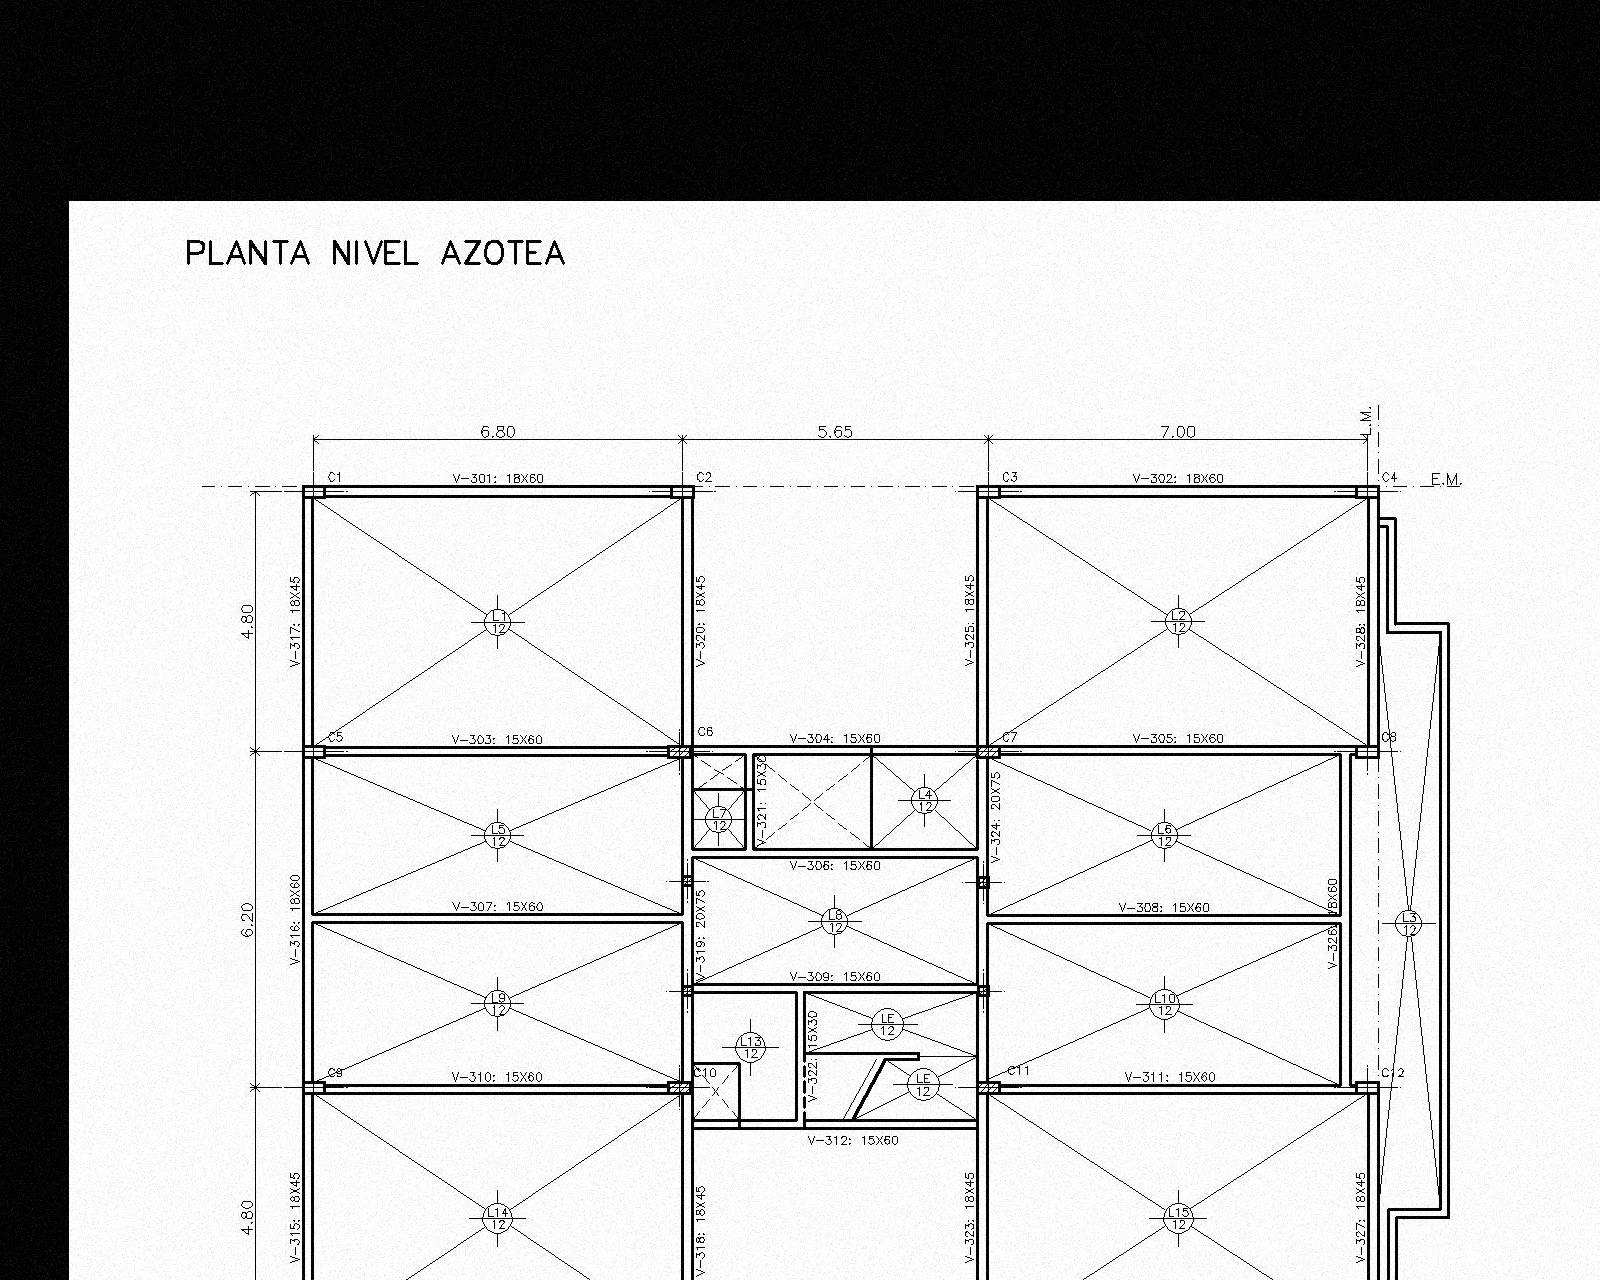 PLANTA NIVEL AZOTEA
L.M.
6.80
5.65
7.00
C1
V-301: 18X60
C2
C3
V-302: 18X60
C4
E.M.
V-317: 18X45
V-320: 18X45
V-325: 18X45
V-328: 18X45
4.80
L1
12
L2
12
C5
V-303: 15X60
C6
V-304: 15X60
C7
V-305: 15X60
C8
V-321: 15X30
V-324: 20X75
L4
12
L7
12
L5
12
L6
12
V-306: 15X60
V-316: 18X60
V-319: 20X75
V-326: 18X60
6.20
V-307: 15X60
V-308: 15X60
L8
12
L3
12
V-309: 15X60
L9
12
L10
12
LE
12
L13
12
V-322: 15X30
LE
12
C9
V-310: 15X60
C10
C11
V-311: 15X60
C12
V-312: 15X60
4.80
V-315: 18X45
V-318: 18X45
V-323: 18X45
V-327: 18X45
L14
12
L15
12